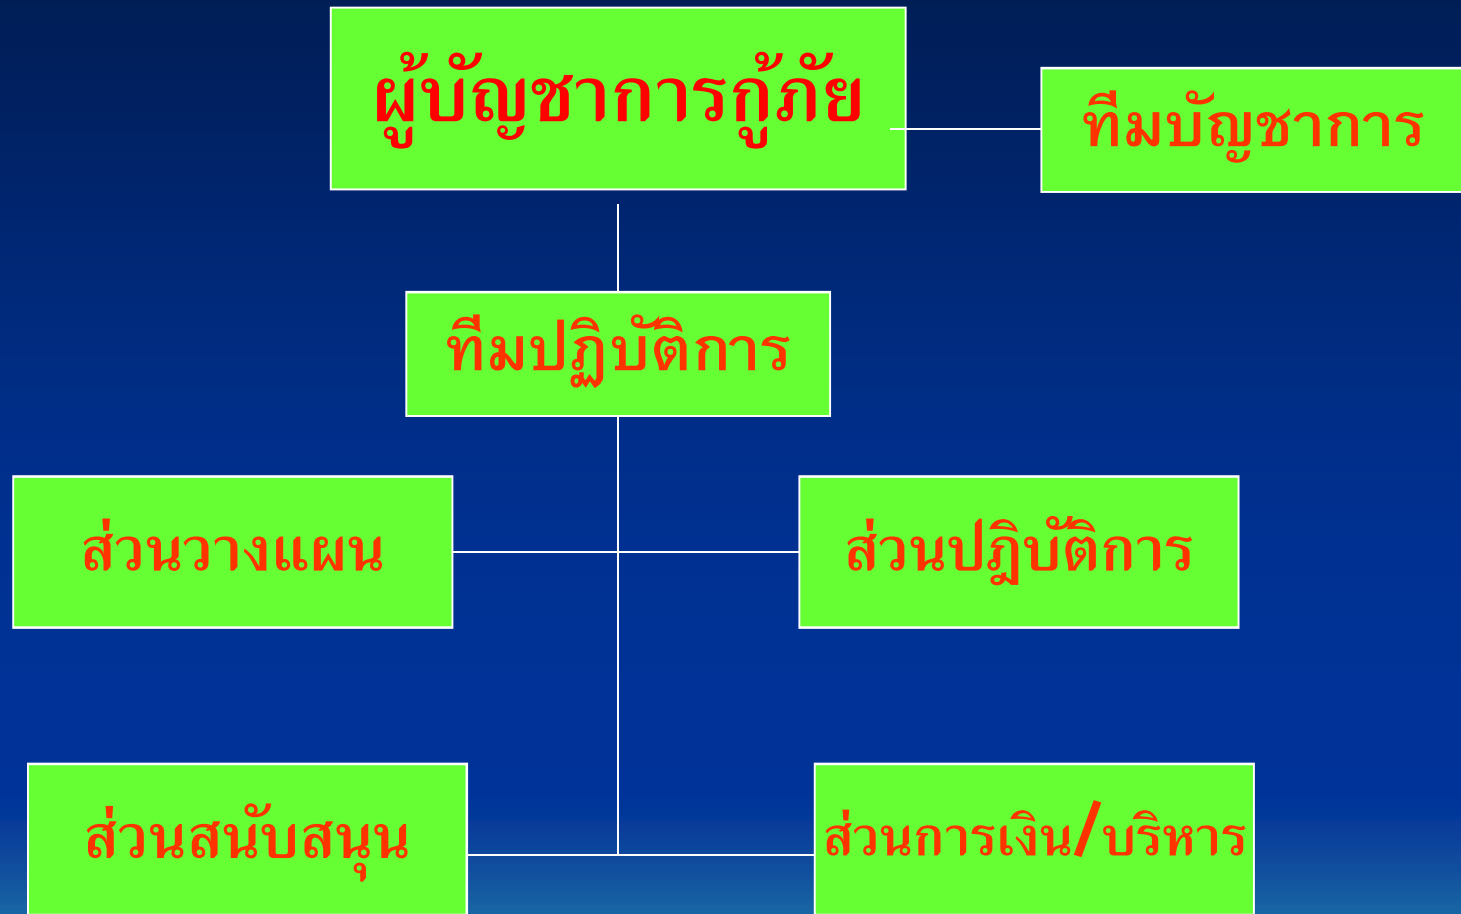 ผู้บัญชาการกู้ภัย
ทีมบัญชาการ
ทีมปฏิบัติการ
ส่วนวางแผน
ส่วนปฎิบัติการ
ส่วนสนับสนุน
ส่วนการเงิน/บริหาร